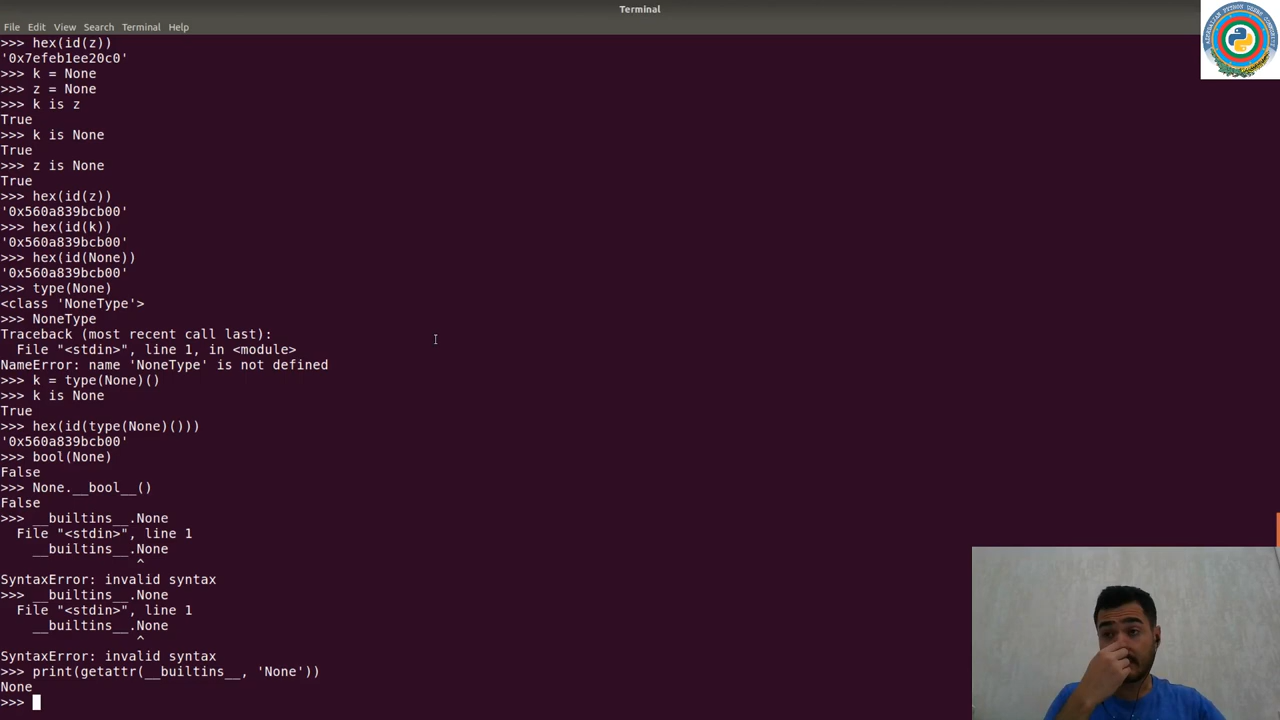 Terminal
File Edit View Search Terminal Help
>>> hex(id(z))
'0x7efeb1ee20c0'
>>> k = None
>>> z = None
>>> k is z
True
>>> k is None
True
>>> z is None
True
>>> hex(id(z))
'0x560a839bcb00'
>>> hex(id(k))
'0x560a839bcb00'
>>> hex(id(None))
'0x560a839bcb00'
>>> type(None)
<class 'NoneType'>
>>> NoneType
Traceback (most recent call last):
  File "<stdin>", line 1, in <module>
NameError: name 'NoneType' is not defined
>>> k = type(None)()
>>> k is None
True
>>> hex(id(type(None)()))
'0x560a839bcb00'
>>> bool(None)
False
>>> None.__bool__()
False
>>> __builtins__.None
  File "<stdin>", line 1
    __builtins__.None
                 ^
SyntaxError: invalid syntax
>>> __builtins__.None
  File "<stdin>", line 1
    __builtins__.None
                 ^
SyntaxError: invalid syntax
>>> print(getattr(__builtins__, 'None'))
None
>>>
AZERBAIJAN PYTHON USERS COMMUNITY